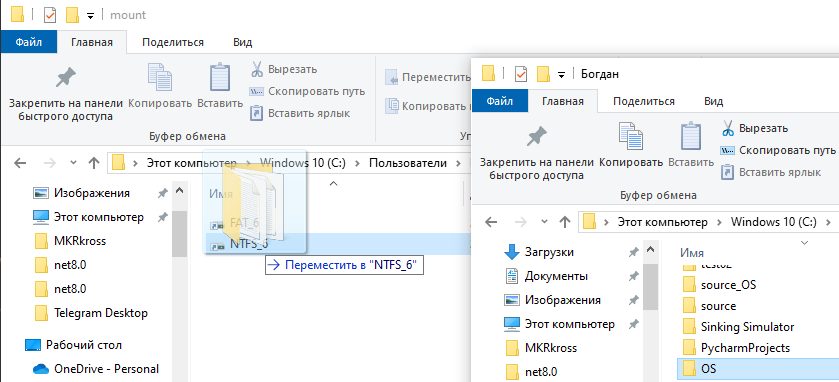 mount
Файл Главная Поделиться Вид
Закрепить на панели
быстрого доступа
Копировать
Вставить
Вырезать
Скопировать путь
Вставить ярлык
Буфер обмена
Переместить
Копировать
Этот компьютер > Windows 10 (C:) > Пользователи
Изображения
Этот компьютер
MKRkross
net8.0
net8.0
Telegram Desktop
Рабочий стол
OneDrive - Personal
Имя
FAT_6
NTFS_6
Переместить в "NTFS_6"
Богдан
Файл Главная Поделиться Вид
Закрепить на панели
быстрого доступа
Копировать
Вставить
Вырезать
Скопировать путь
Вставить ярлык
Буфер обмена
Этот компьютер > Windows 10 (C:) >
Загрузки
Документы
Изображения
Этот компьютер
MKRkross
net8.0
Имя
source_OS
source
Sinking Simulator
PycharmProjects
OS